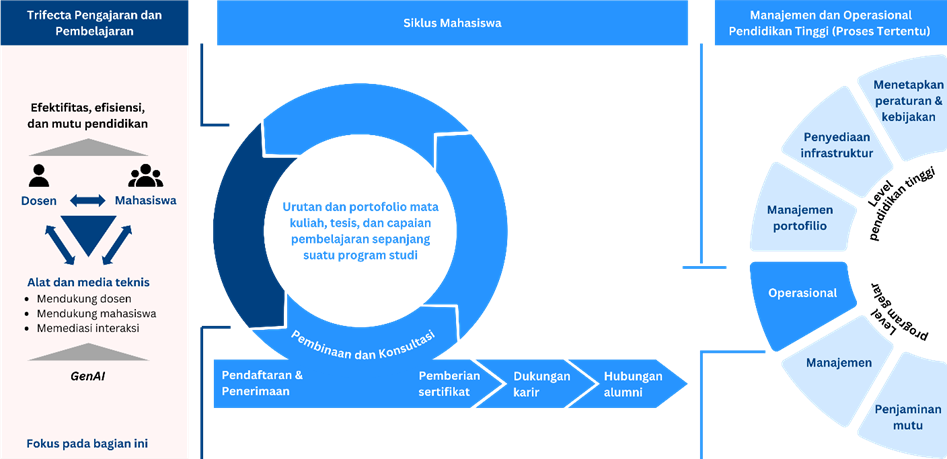 Trifecta Pengajaran dan
Pembelajaran
Efektifitas, efisiensi,
dan mutu pendidikan
Dosen
Mahasiswa
Alat dan media teknis
Mendukung dosen
Mendukung mahasiswa
Memediasi interaksi
GenAI
Fokus pada bagian ini
Siklus Mahasiswa
Urutan dan portofolio mata
kuliah, tesis, dan capaian
pembelajaran sepanjang
suatu program studi
Pembinaan dan Konsultasi
Pendaftaran &
Penerimaan
Pemberian
sertifikat
Dukungan
karir
Hubungan
alumni
Manajemen dan Operasional
Pendidikan Tinggi (Proses Tertentu)
Menetapkan
peraturan &
kebijakan
Penyediaan
infrastruktur
Manajemen
portofilio
Level
pendidikan tinggi
Operasional
Level
program gelar
Manajemen
Penjaminan
mutu